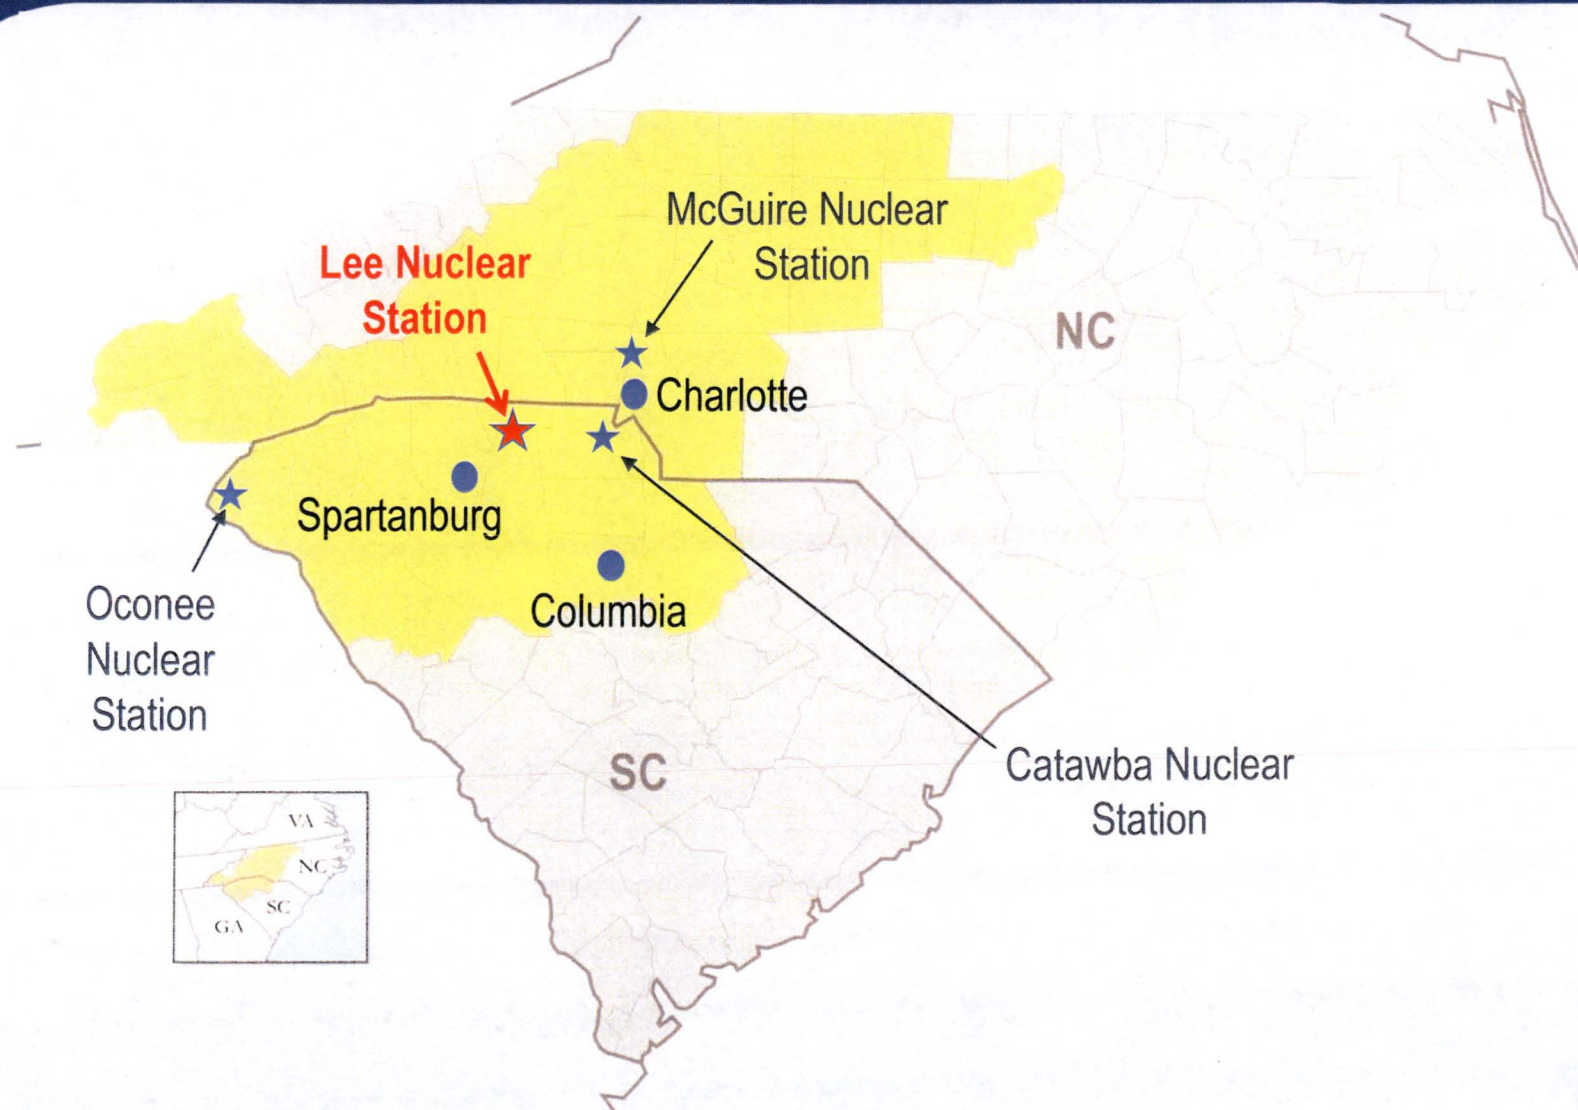 McGuire Nuclear
Station
Lee Nuclear
Station
NC
Charlotte
Spartanburg
Columbia
Oconee
Nuclear
Station
SC
Catawba Nuclear
Station
VA
NC
SC
GA